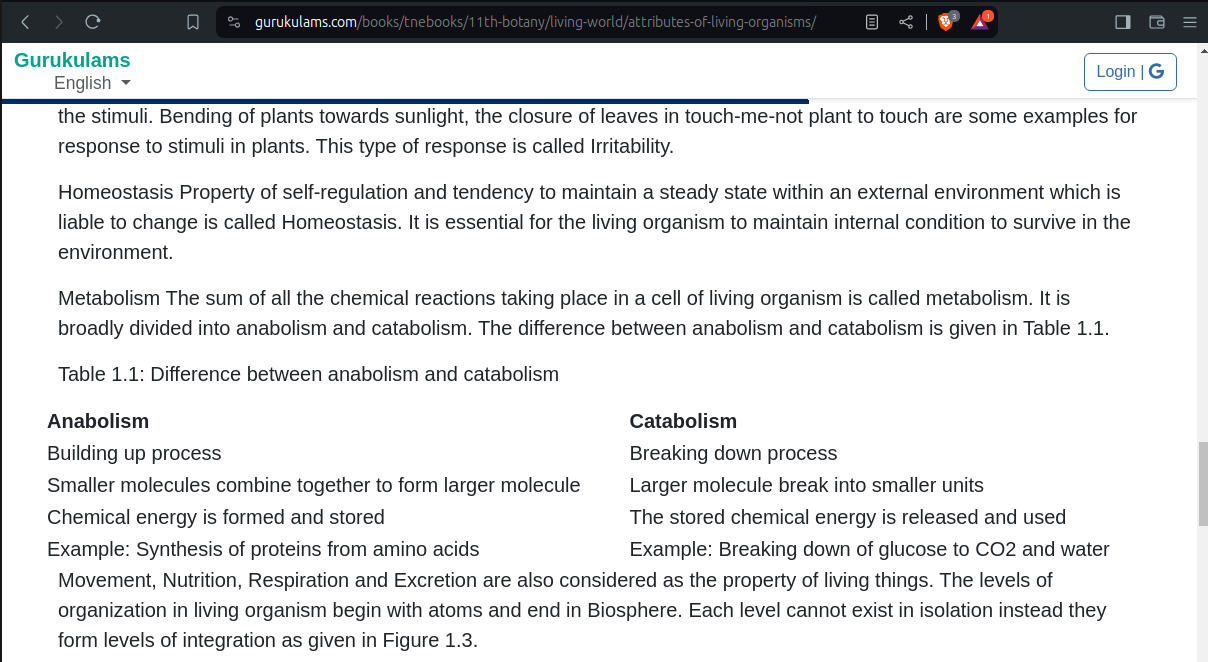 gurukulams.com/books/tnebooks/11th-botany/living-world/attributes-of-living-organisms/
3
1
Gurukulams
English
Login | G
the stimuli. Bending of plants towards sunlight, the closure of leaves in touch-me-not plant to touch are some examples for
response to stimuli in plants. This type of response is called Irritability.
Homeostasis Property of self-regulation and tendency to maintain a steady state within an external environment which is
liable to change is called Homeostasis. It is essential for the living organism to maintain internal condition to survive in the
environment.
Metabolism The sum of all the chemical reactions taking place in a cell of living organism is called metabolism. It is
broadly divided into anabolism and catabolism. The difference between anabolism and catabolism is given in Table 1.1.
Table 1.1: Difference between anabolism and catabolism
Anabolism Catabolism
Building up process Breaking down process
Smaller molecules combine together to form larger molecule Larger molecule break into smaller units
Chemical energy is formed and stored The stored chemical energy is released and used
Example: Synthesis of proteins from amino acids Example: Breaking down of glucose to CO2 and water
Movement, Nutrition, Respiration and Excretion are also considered as the property of living things. The levels of
organization in living organism begin with atoms and end in Biosphere. Each level cannot exist in isolation instead they
form levels of integration as given in Figure 1.3.